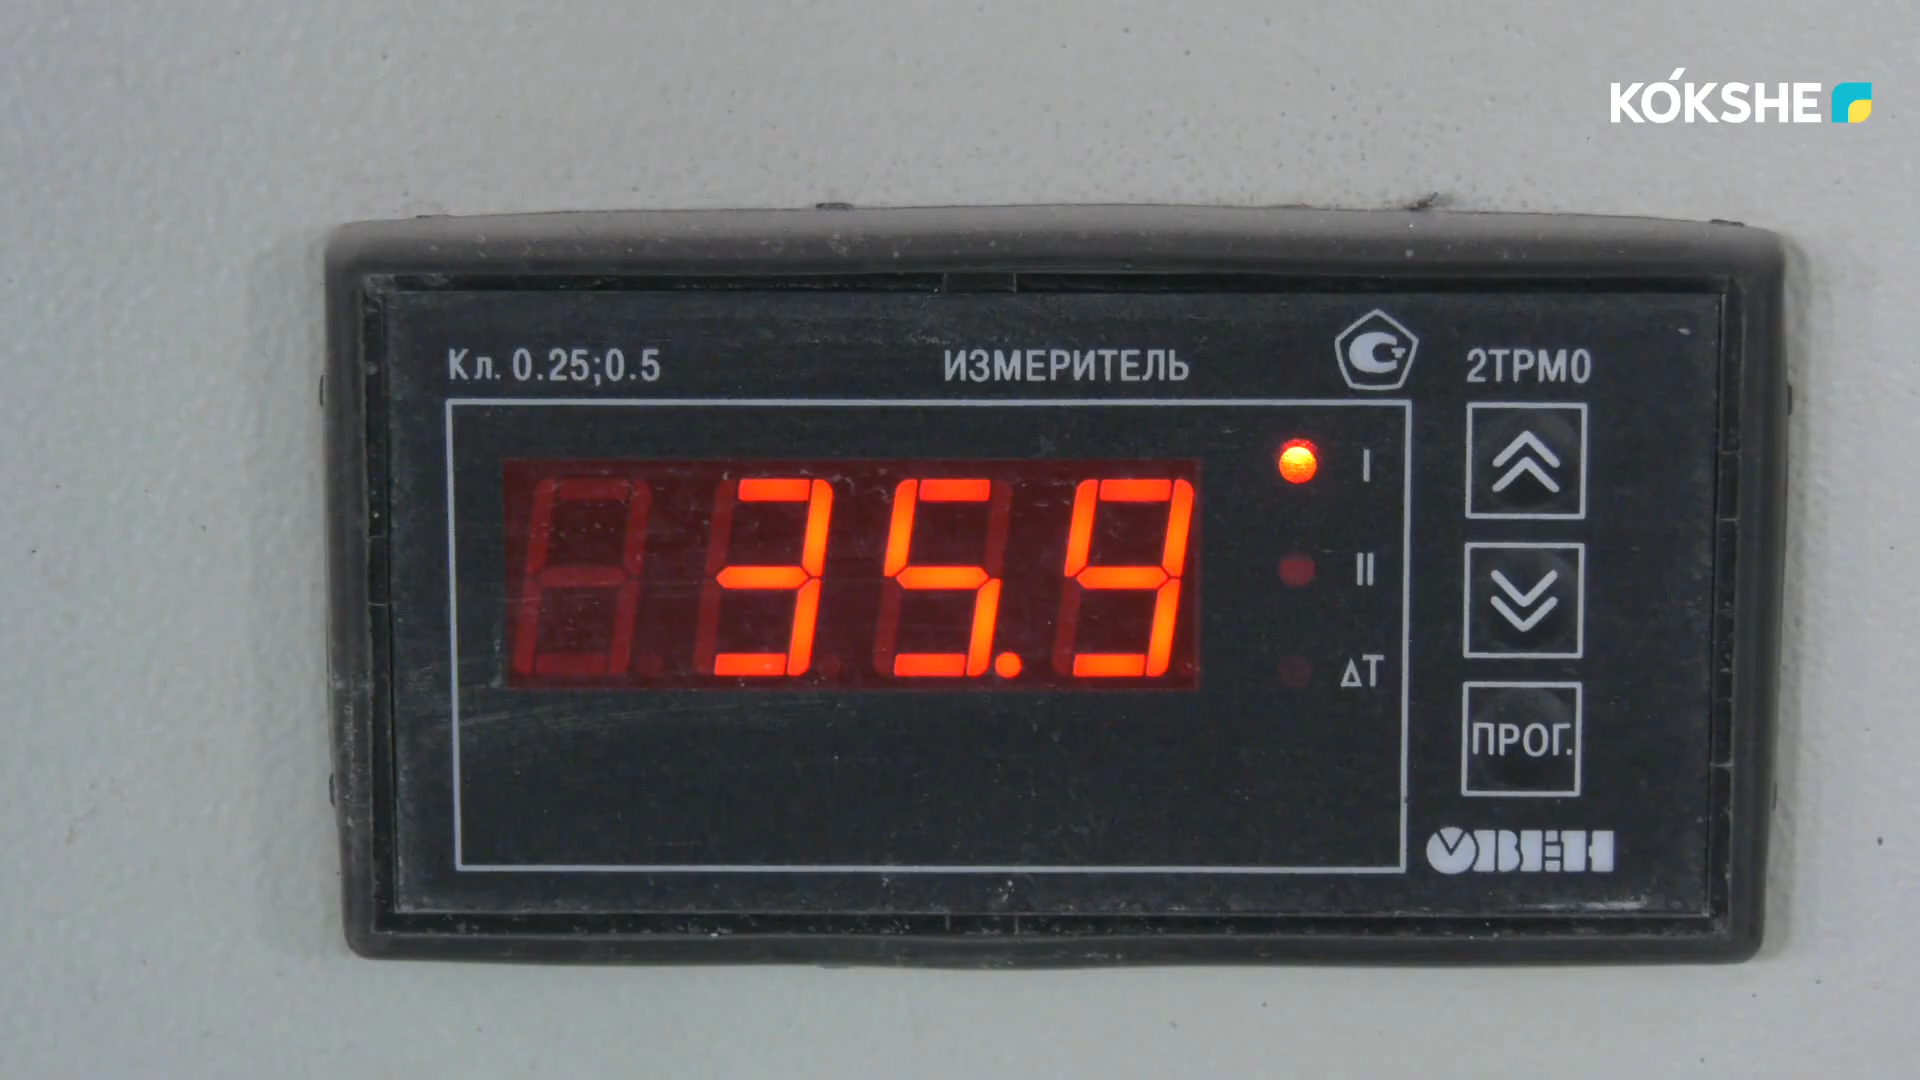 KÓKSHE
Кл. 0.25;0.5 ИЗМЕРИТЕЛЬ 2ТРМ0
35.9
I
II
ΔT
ПРОГ.
ОВЕН